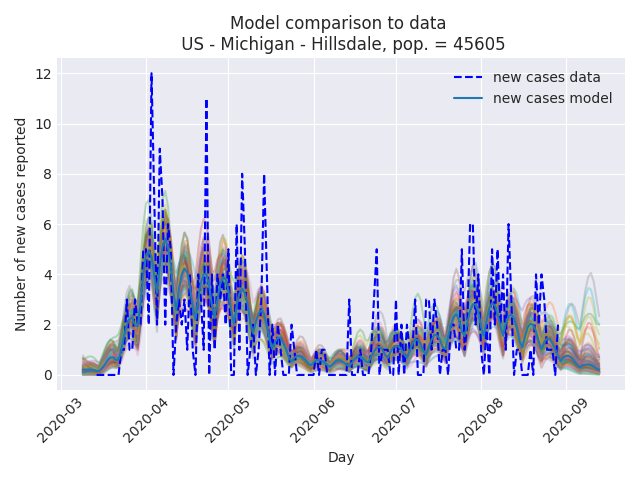 Model comparison to data
US - Michigan - Hillsdale, pop. = 45605
new cases data
new cases model
Number of new cases reported
12
10
8
6
4
2
0
2020-03
2020-04
2020-05
2020-06
2020-07
2020-08
2020-09
Day